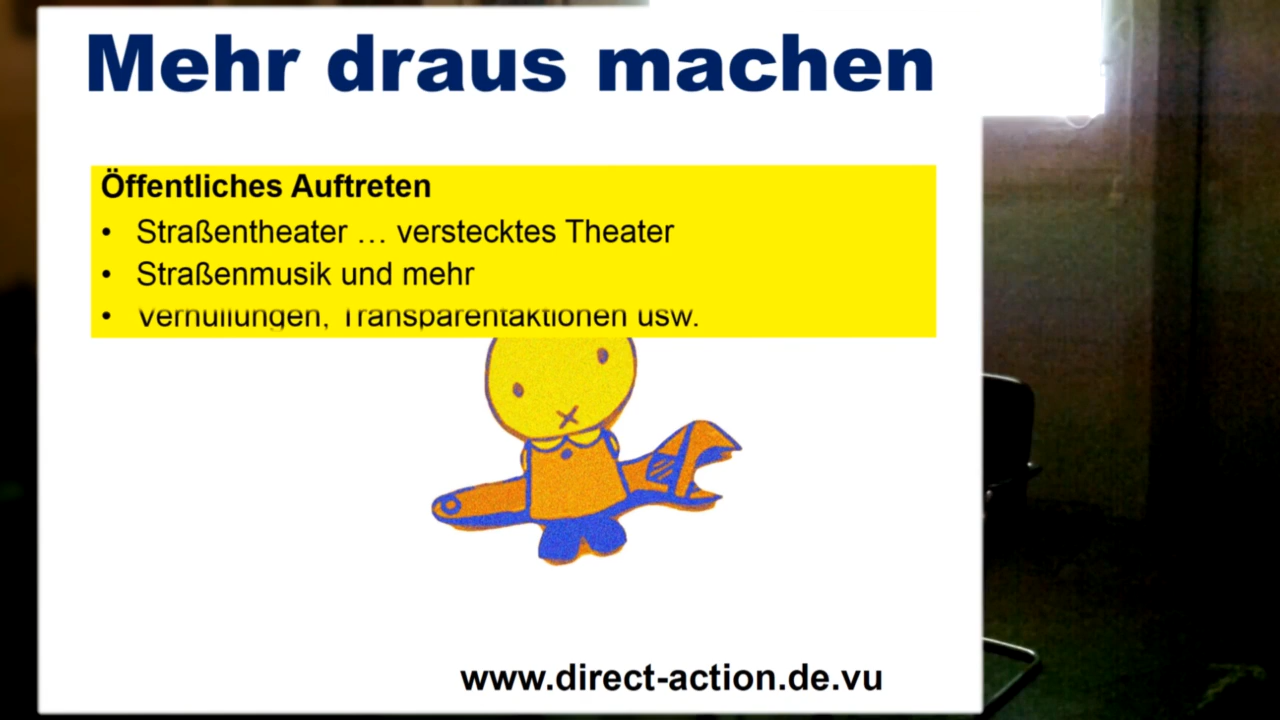 Mehr draus machen
Öffentliches Auftreten
• Straßentheater … verstecktes Theater
• Straßenmusik und mehr
• Verhüllungen, Transparentaktionen usw.
www.direct-action.de.vu